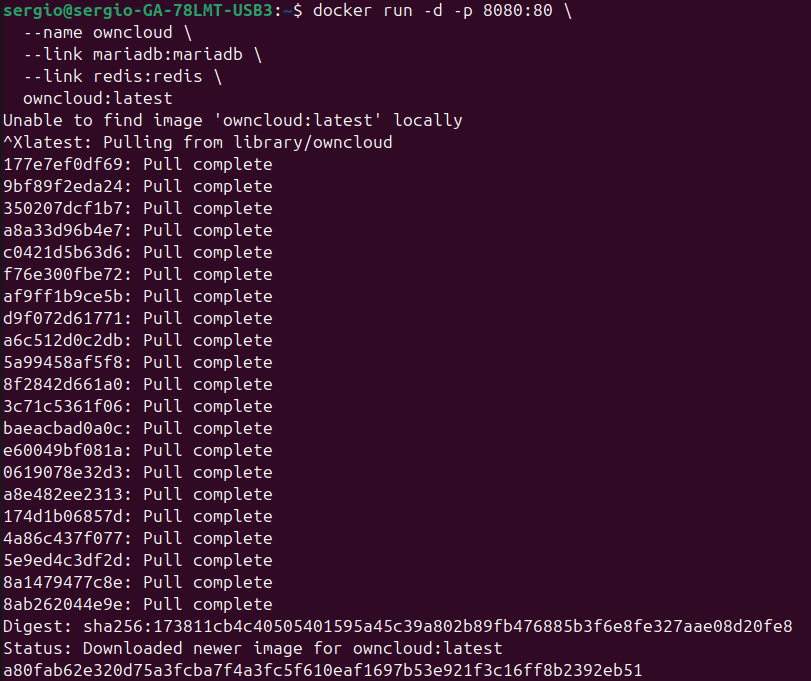 sergio@sergio-GA-78LMT-USB3:~$ docker run -d -p 8080:80 \
  --name owncloud \
  --link mariadb:mariadb \
  --link redis:redis \
  owncloud:latest
Unable to find image 'owncloud:latest' locally
^Xlatest: Pulling from library/owncloud
177e7ef0df69: Pull complete
9bf89f2eda24: Pull complete
350207dcf1b7: Pull complete
a8a33d96b4e7: Pull complete
c0421d5b63d6: Pull complete
f76e300fbe72: Pull complete
af9ff1b9ce5b: Pull complete
d9f072d61771: Pull complete
a6c512d0c2db: Pull complete
5a99458af5f8: Pull complete
8f2842d661a0: Pull complete
3c71c5361f06: Pull complete
baeacbad0a0c: Pull complete
e60049bf081a: Pull complete
0619078e32d3: Pull complete
a8e482ee2313: Pull complete
174d1b06857d: Pull complete
4a86c437f077: Pull complete
5e9ed4c3df2d: Pull complete
8a1479477c8e: Pull complete
8ab262044e9e: Pull complete
Digest: sha256:173811cb4c40505401595a45c39a802b89fb476885b3f6e8fe327aae08d20fe8
Status: Downloaded newer image for owncloud:latest
a80fab62e320d75a3fcba7f4a3fc5f610eaf1697b53e921f3c16ff8b2392eb51